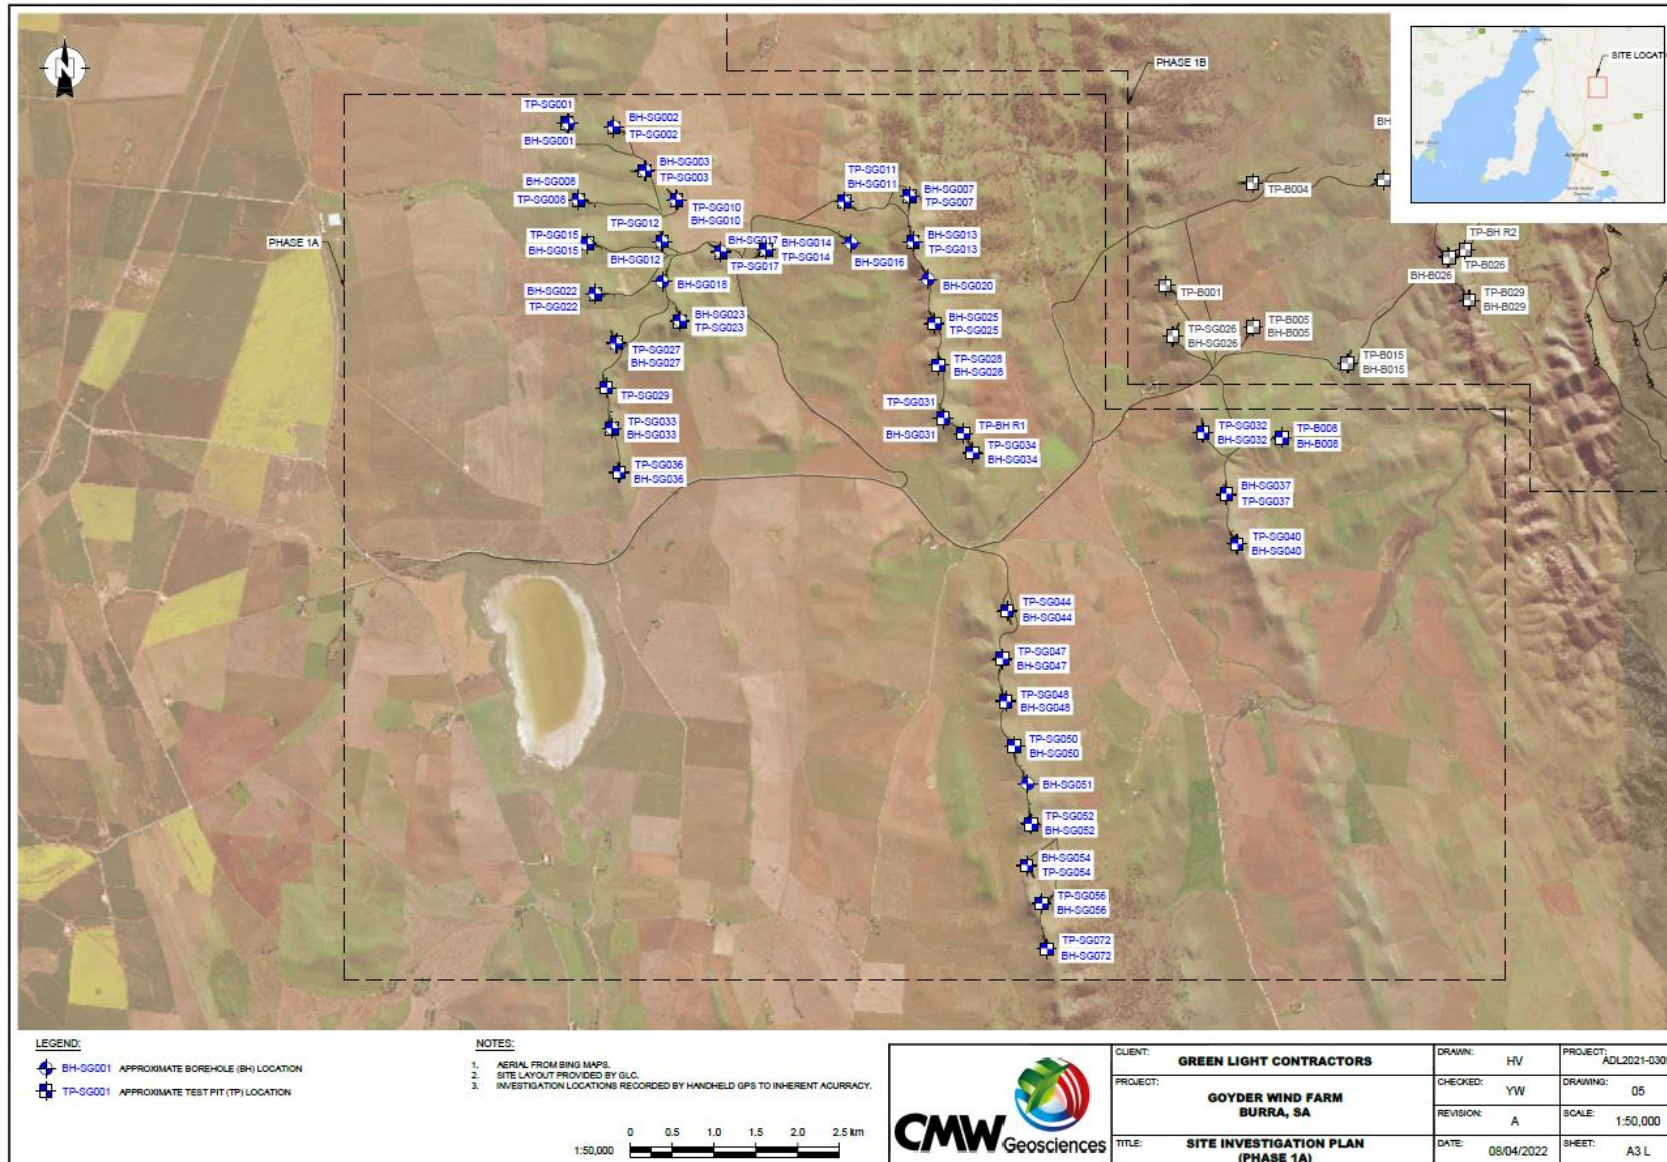 N
PHASE 1B
SITE LOCATI
TP-SG001
BH-SG001
BH-SG002
TP-SG002
BH-SG003
TP-SG003
BH-SG008
TP-SG008
TP-SG010
BH-SG010
TP-SG011
BH-SG011
BH-SG007
TP-SG007
BH
TP-B004
PHASE 1A
TP-SG015
BH-SG015
TP-SG012
BH-SG012
BH-SG017
TP-SG017
BH-SG014
TP-SG014
BH-SG016
BH-SG013
TP-SG013
TP-BH R2
BH-B026
TP-B026
BH-SG022
TP-SG022
BH-SG018
BH-SG020
TP-B001
TP-B029
BH-B029
BH-SG023
TP-SG023
BH-SG025
TP-SG025
TP-SG026
BH-SG026
TP-B005
BH-B005
TP-SG027
BH-SG027
TP-SG028
BH-SG028
TP-B015
BH-B015
TP-SG029
TP-SG031
BH-SG031
TP-BH R1
TP-SG033
BH-SG033
TP-SG034
BH-SG034
TP-SG032
BH-SG032
TP-B008
BH-B008
TP-SG036
BH-SG036
BH-SG037
TP-SG037
TP-SG040
BH-SG040
TP-SG044
BH-SG044
TP-SG047
BH-SG047
TP-SG048
BH-SG048
TP-SG050
BH-SG050
BH-SG051
TP-SG052
BH-SG052
BH-SG054
TP-SG054
TP-SG056
BH-SG056
TP-SG072
BH-SG072
LEGEND:
BH-SG001 APPROXIMATE BOREHOLE (BH) LOCATION
TP-SG001 APPROXIMATE TEST PIT (TP) LOCATION
NOTES:
1. AERIAL FROM BING MAPS.
2. SITE LAYOUT PROVIDED BY GLC.
3. INVESTIGATION LOCATIONS RECORDED BY HANDHELD GPS TO INHERENT ACURRACY.
1:50,000
0 0.5 1.0 1.5 2.0 2.5 km
CMW Geosciences
CLIENT: GREEN LIGHT CONTRACTORS
PROJECT: GOYDER WIND FARM
BURRA, SA
TITLE: SITE INVESTIGATION PLAN
(PHASE 1A)
DRAWN: HV
PROJECT: ADL2021-030
CHECKED: YW
DRAWING: 05
REVISION: A
SCALE: 1:50,000
DATE: 08/04/2022
SHEET: A3 L